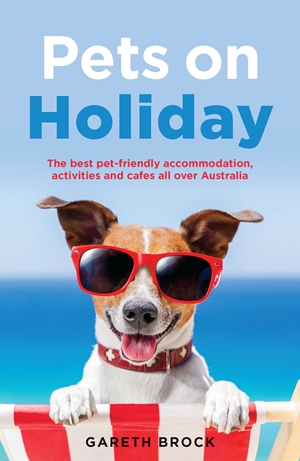 Pets on
Holiday
The best pet-friendly accommodation,
activities and cafes all over Australia
GARETH BROCK